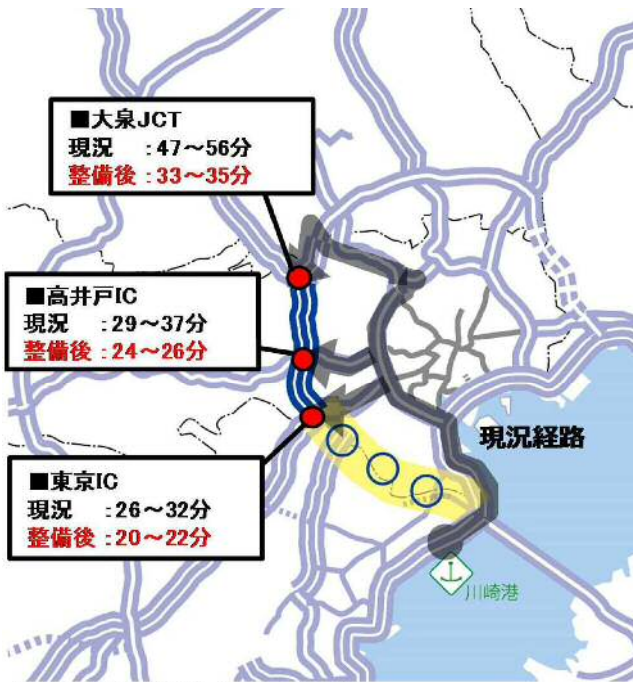 ■大泉JCT
現況 :47～56分
整備後:33～35分
■高井戸IC
現況 :29～37分
整備後:24～26分
■東京IC
現況 :26～32分
整備後:20～22分
現況経路
川崎港